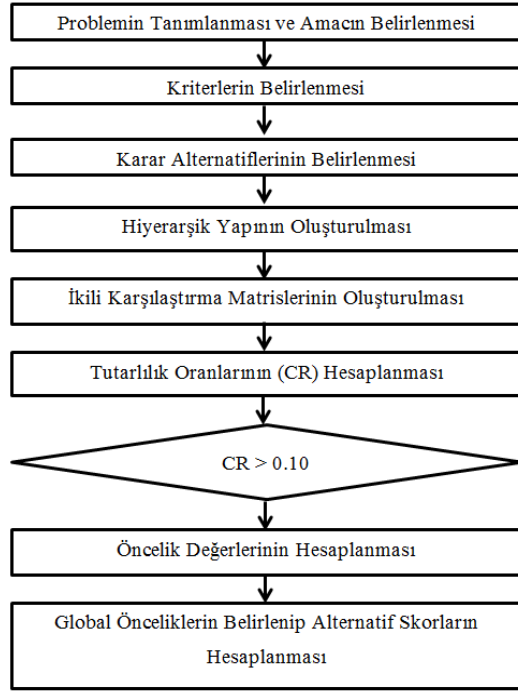 Problemin Tanımlanması ve Amacın Belirlenmesi
Kriterlerin Belirlenmesi
Karar Alternatiflerinin Belirlenmesi
Hiyerarşik Yapının Oluşturulması
İkili Karşılaştırma Matrislerinin Oluşturulması
Tutarlılık Oranlarının (CR) Hesaplanması
CR > 0.10
Öncelik Değerlerinin Hesaplanması
Global Önceliklerin Belirlenip Alternatif Skorların
Hesaplanması